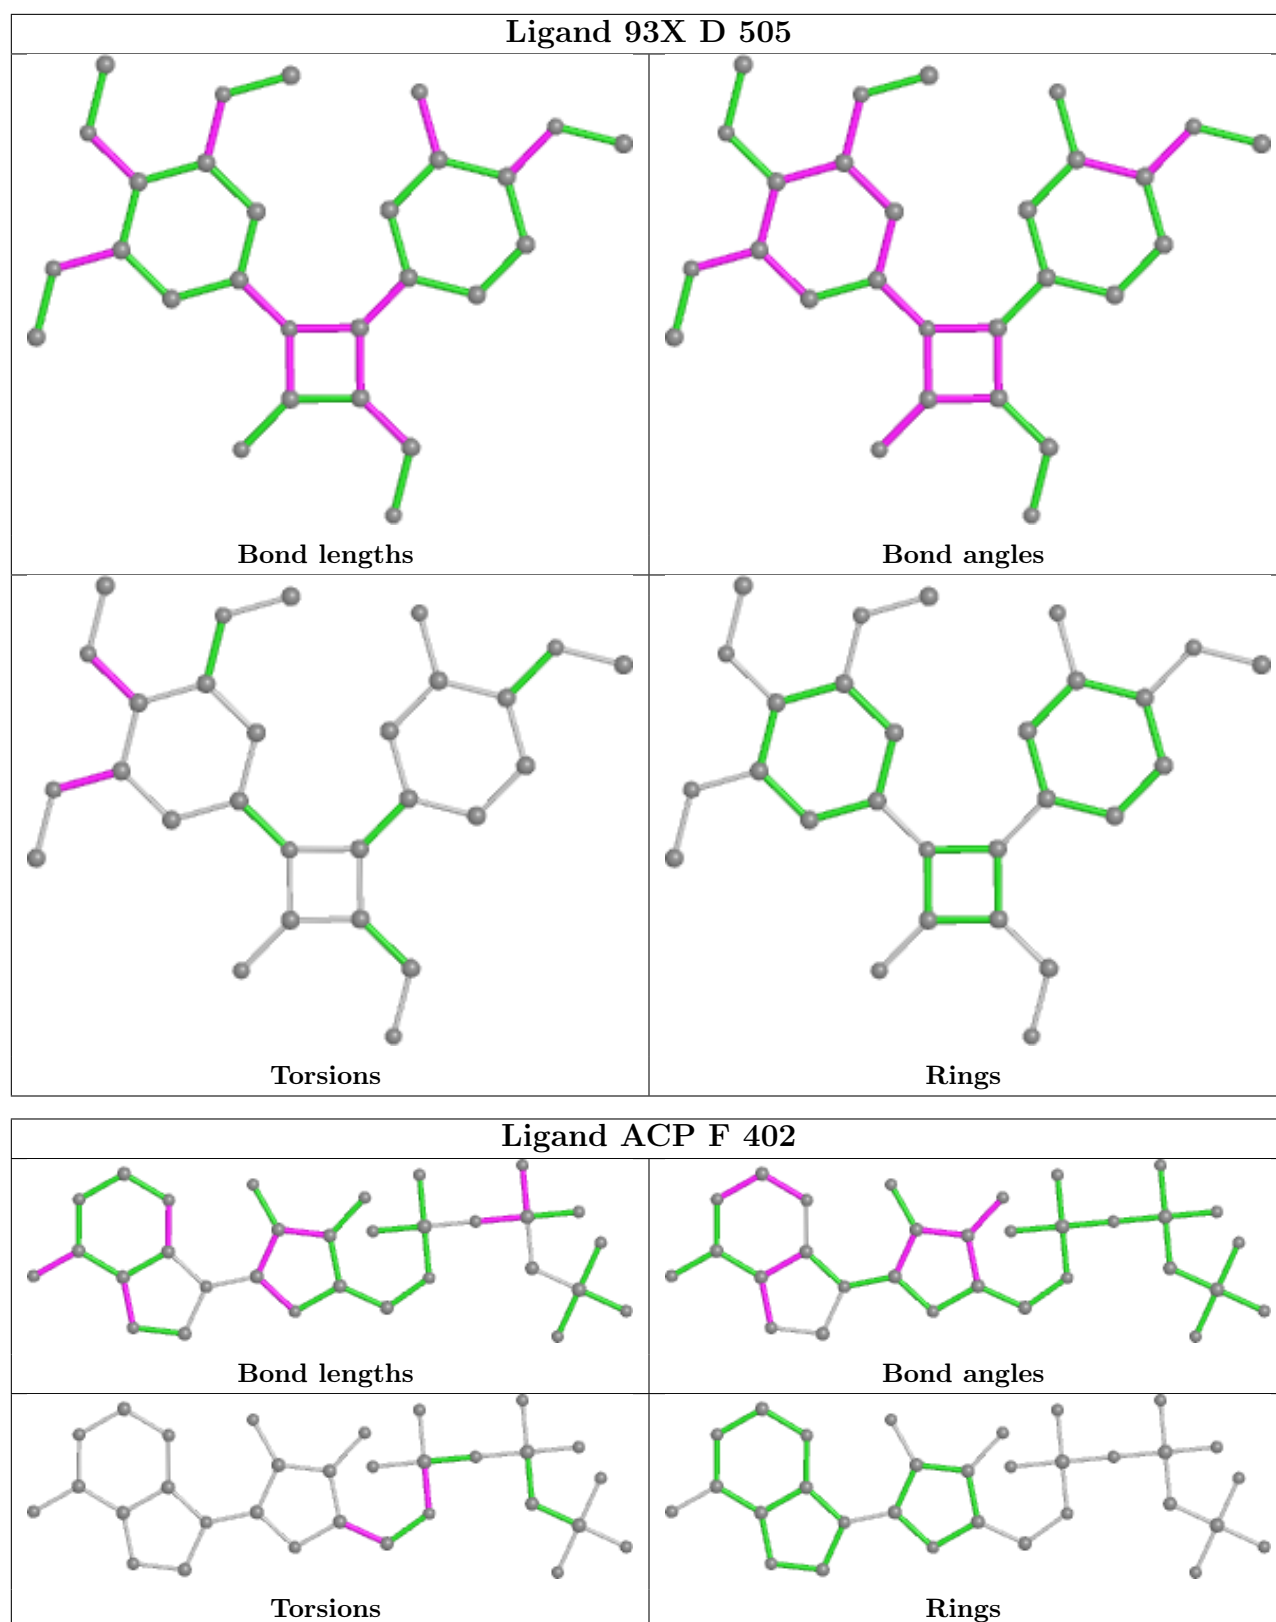 Ligand 93X D 505
Bond lengths
Bond angles
Torsions
Rings
Ligand ACP F 402
Bond lengths
Bond angles
Torsions
Rings